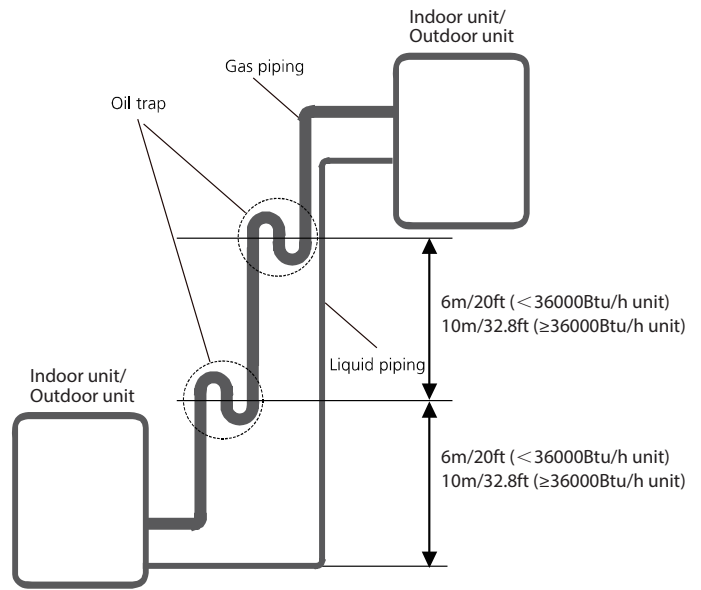 Indoor unit/
Outdoor unit
Gas piping
Oil trap
6m/20ft (＜36000Btu/h unit)
10m/32.8ft (≥36000Btu/h unit)
Liquid piping
Indoor unit/
Outdoor unit
6m/20ft (＜36000Btu/h unit)
10m/32.8ft (≥36000Btu/h unit)